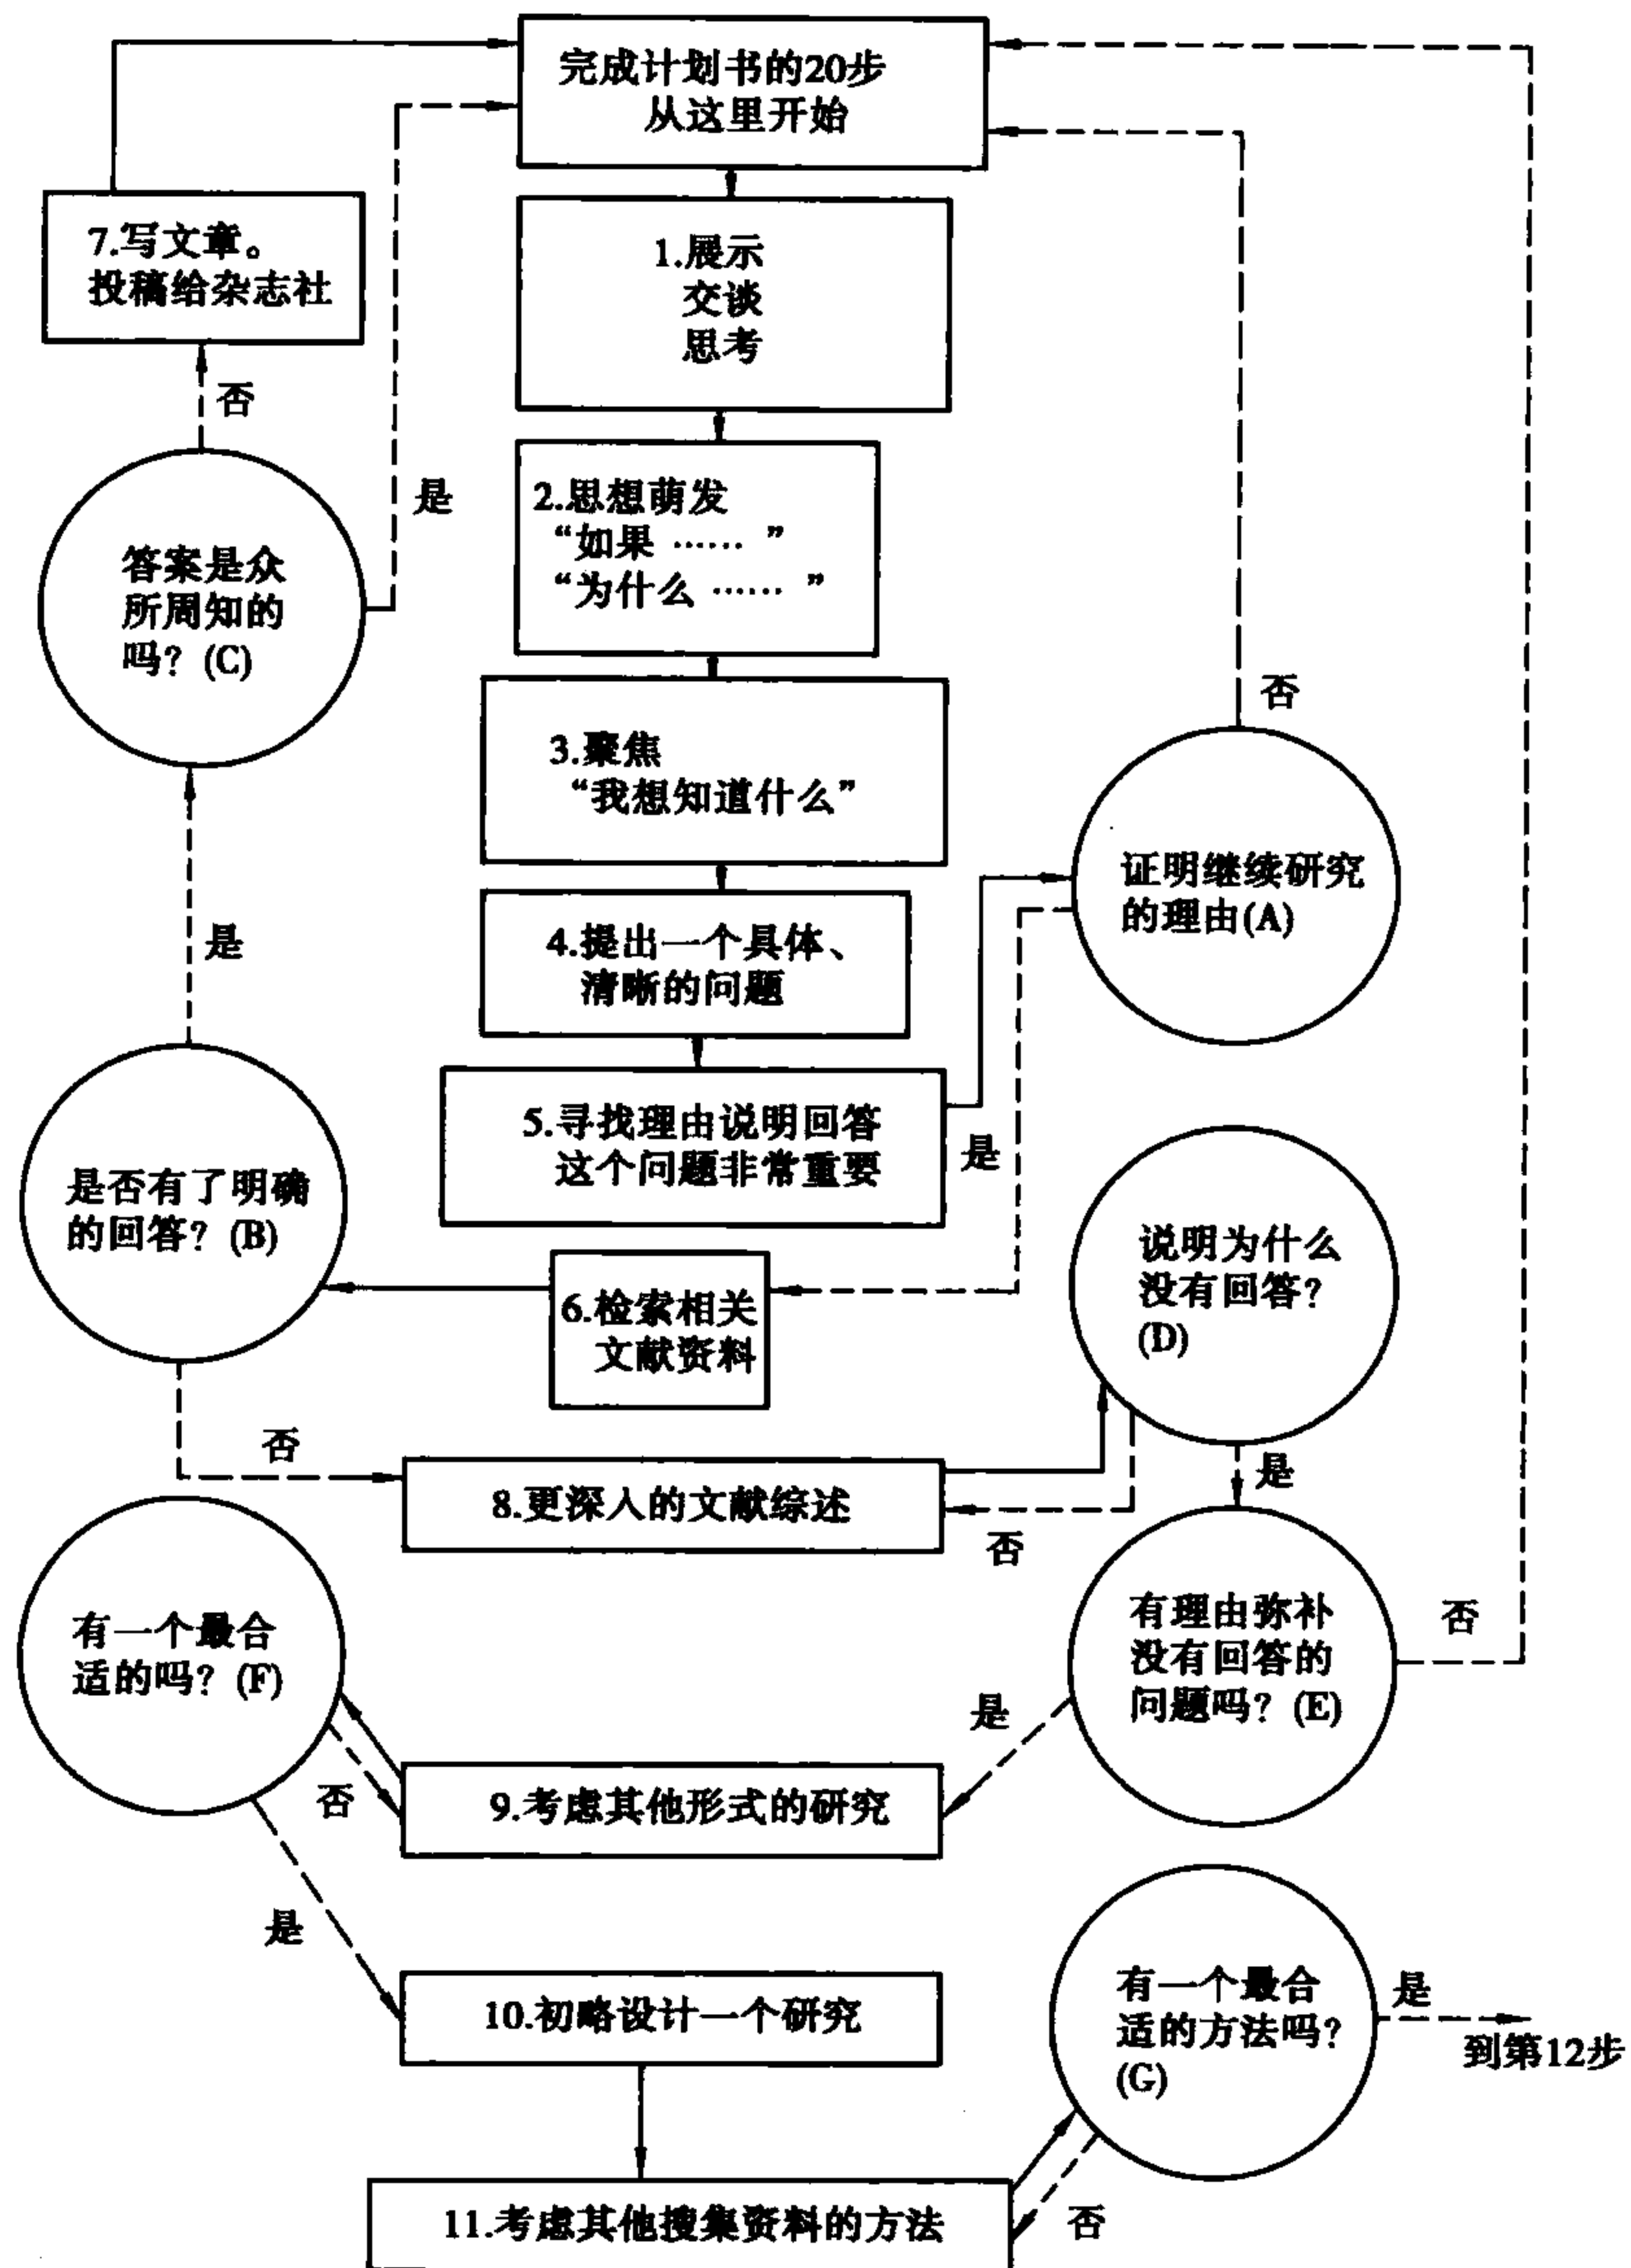 完成计划书的20步
从这里开始
7.写文章。
投稿给杂志社
1.展示
交谈
思考
否
是
2.思想萌发
“如果 …… ”
“为什么 …… ”
答案是众
所周知的
吗？(C)
3.聚焦
“我想知道什么”
否
证明继续研究
的理由(A)
4.提出一个具体、
清晰的问题
是
5.寻找理由说明回答
这个问题非常重要
是
是否有了明确
的回答？(B)
说明为什么
没有回答？
(D)
6.检索相关
文献资料
否
8.更深入的文献综述
否
是
有一个最合
适的吗？(F)
有理由弥补
没有回答的
问题吗？(E)
否
是
9.考虑其他形式的研究
否
是
10.初略设计一个研究
有一个最合
适的方法吗？
(G)
是
到第12步
11.考虑其他搜集资料的方法
否